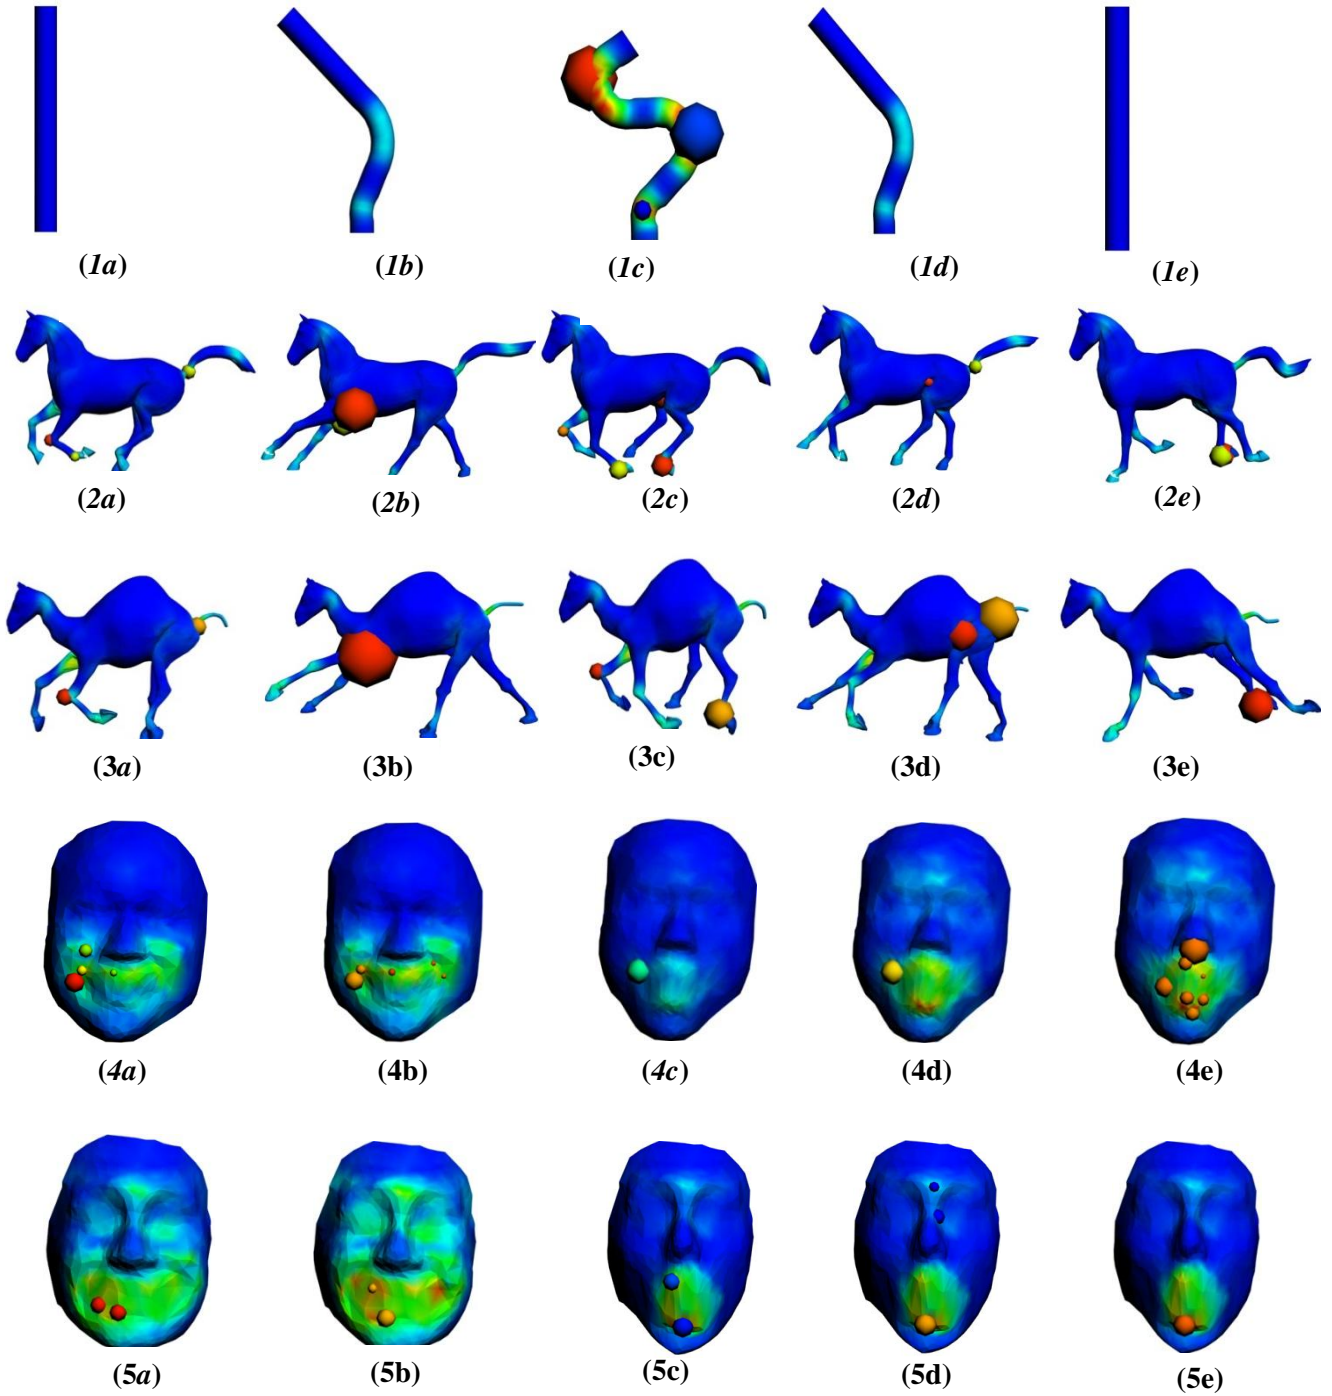 (1a) (1b) (1c) (1d) (1e)
(2a) (2b) (2c) (2d) (2e)
(3a) (3b) (3c) (3d) (3e)
(4a) (4b) (4c) (4d) (4e)
(5a) (5b) (5c) (5d) (5e)